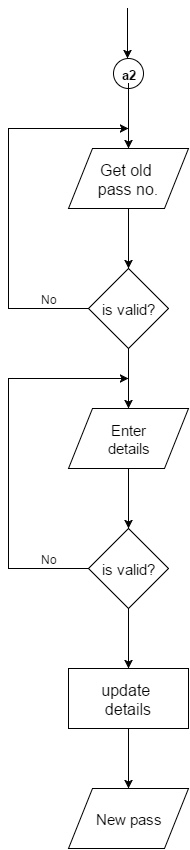 a2
Get old
pass no.
is valid?
No
Enter
details
is valid?
No
update
details
New pass